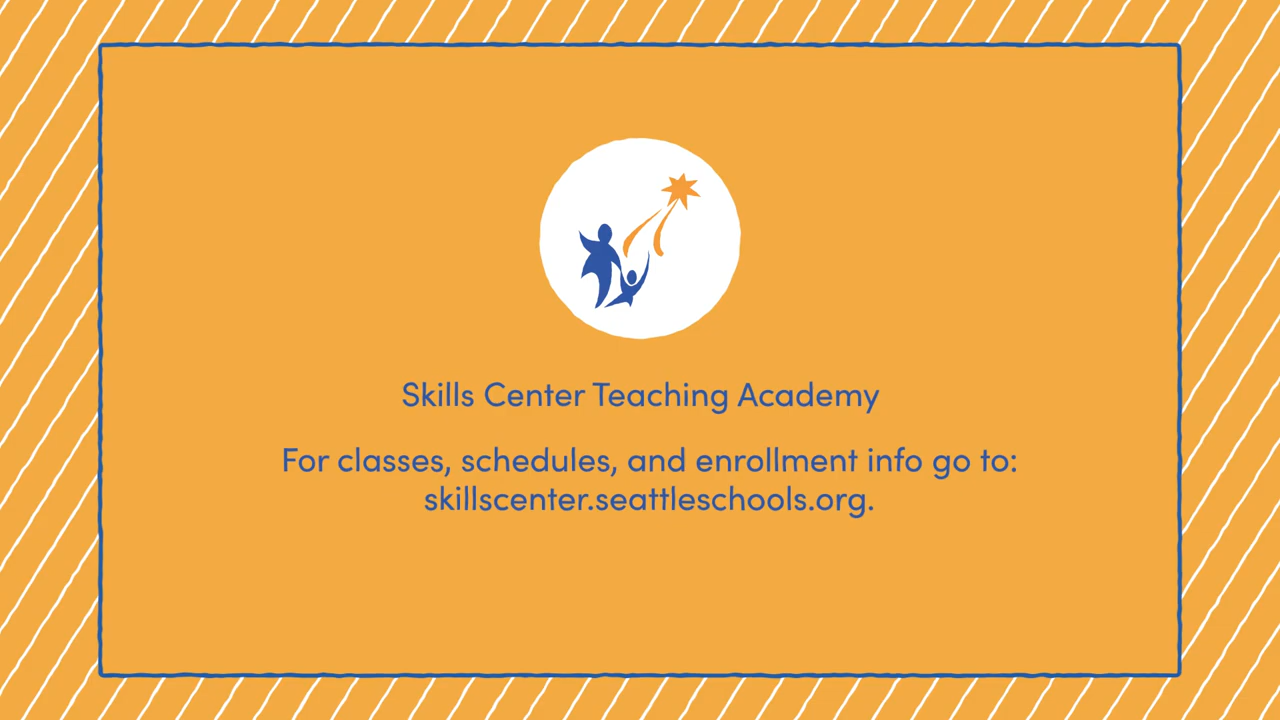 Skills Center Teaching Academy
For classes, schedules, and enrollment info go to:
skillscenter.seattleschools.org.